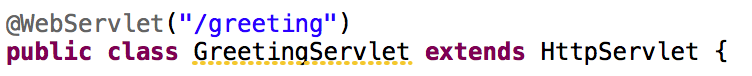 @WebServlet("/greeting")
public class GreetingServlet extends HttpServlet {